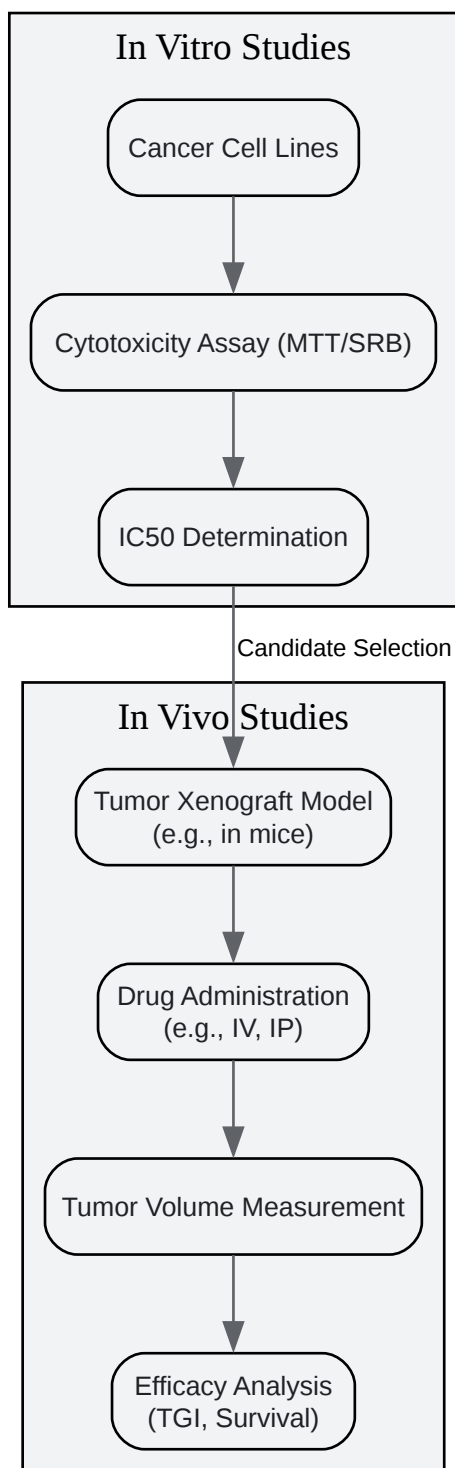 In Vitro Studies
Cancer Cell Lines
Cytotoxicity Assay (MTT/SRB)
IC50 Determination
Candidate Selection
In Vivo Studies
Tumor Xenograft Model
(e.g., in mice)
Drug Administration
(e.g., IV, IP)
Tumor Volume Measurement
Efficacy Analysis
(TGI, Survival)